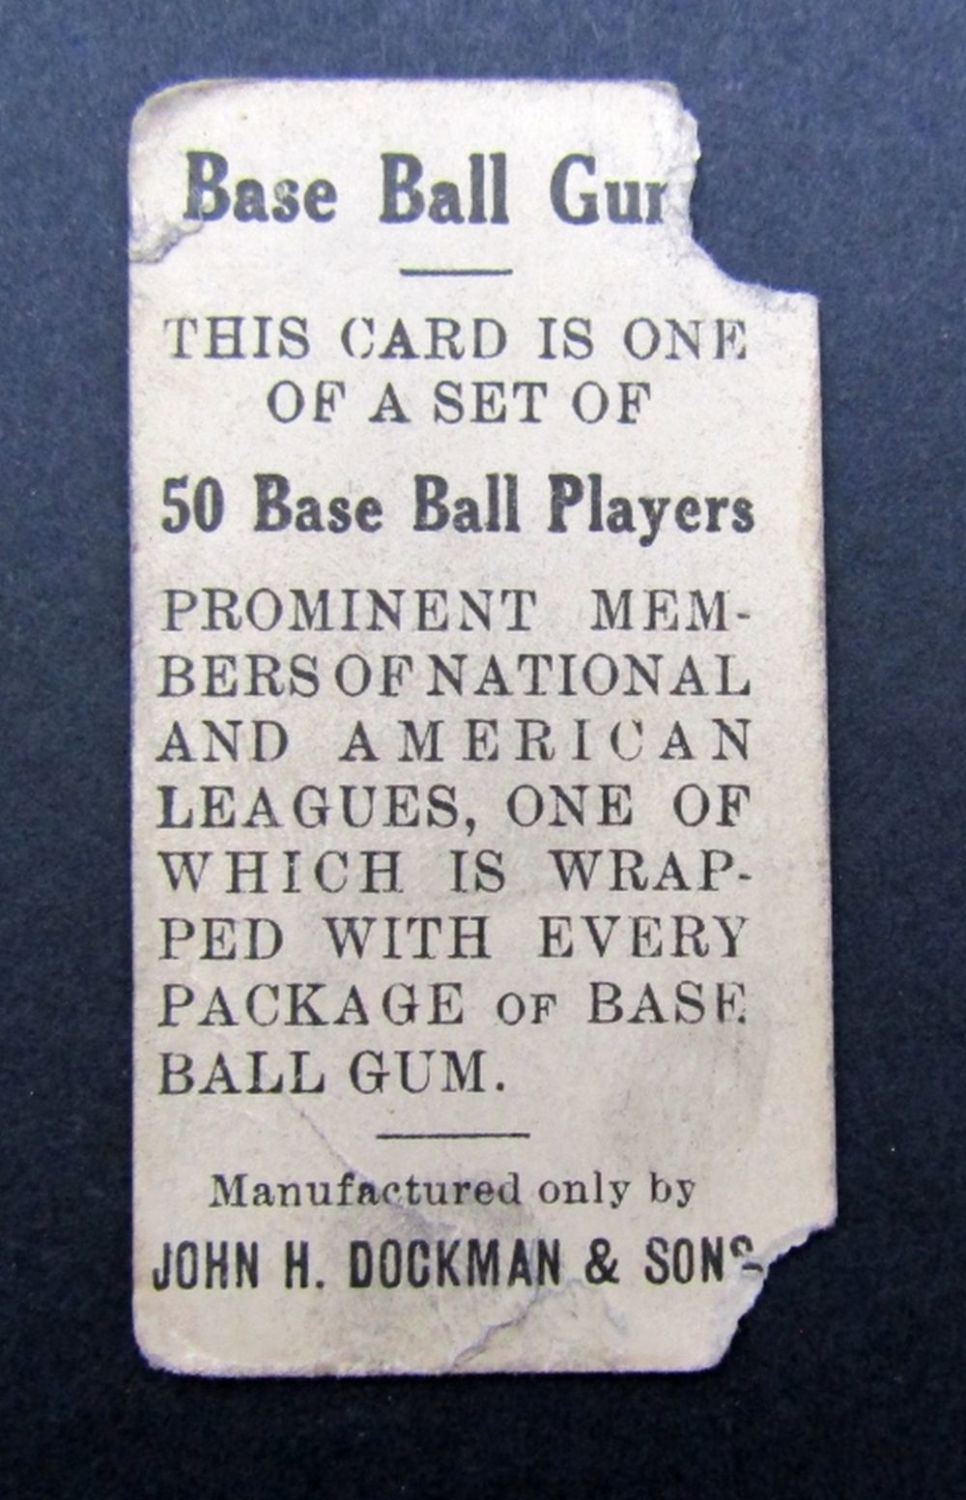 Base Ball Gum
THIS CARD IS ONE
OF A SET OF
50 Base Ball Players
PROMINENT MEM-
BERS OF NATIONAL
AND AMERICAN
LEAGUES, ONE OF
WHICH IS WRAP-
PED WITH EVERY
PACKAGE OF BASE
BALL GUM.
Manufactured only by
JOHN H. DOCKMAN & SONS